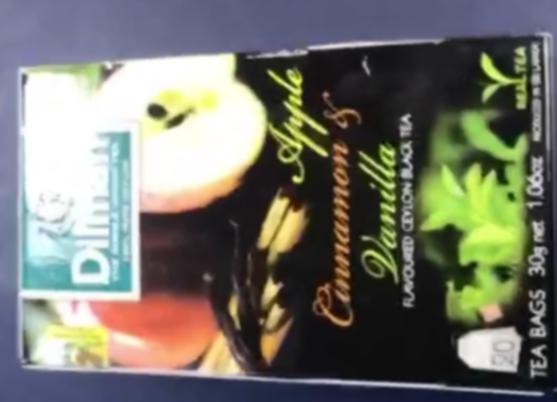 Dilmah
Apple
Cinnamon &
Vanilla
FLAVOURED CEYLON BLACK TEA
REAL TEA
20
TEA BAGS 30g net 1.06oz